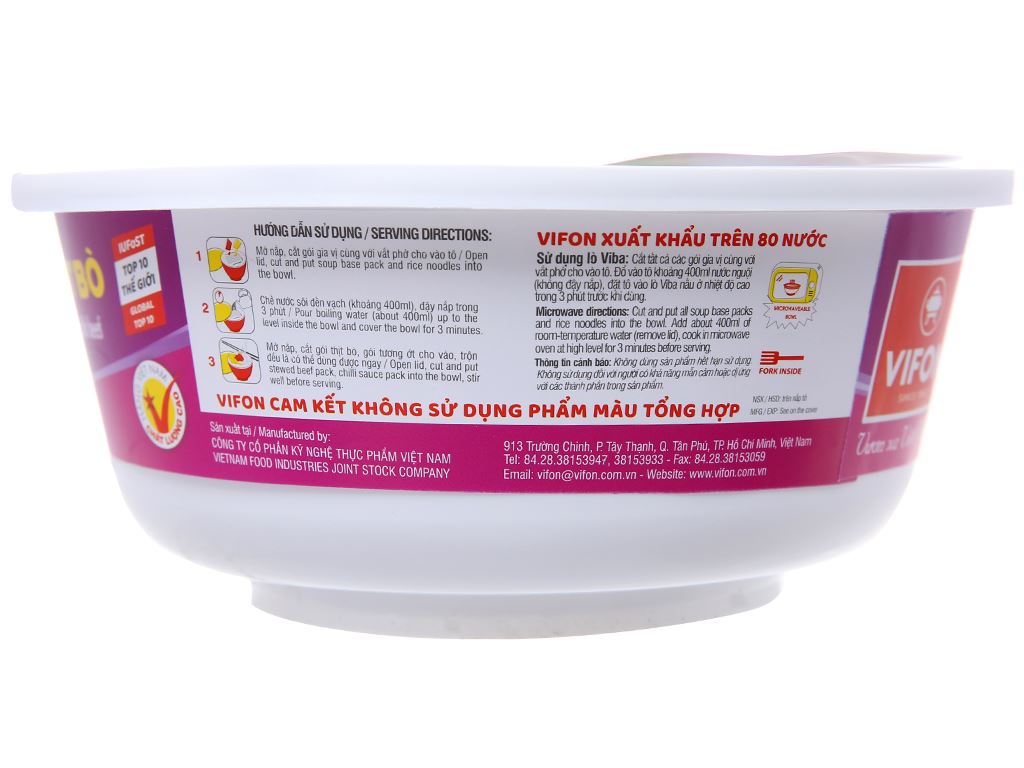 BÒ
IUFoST
TOP 10
THẾ GIỚI
GLOBAL
TOP 10
VIỆT NAM
CHẤT LƯỢNG CAO
HƯỚNG DẪN SỬ DỤNG / SERVING DIRECTIONS:
1
Mở nắp, cắt gói gia vị cùng với vắt phở cho vào tô / Open
lid, cut and put soup base pack and rice noodles into
the bowl.
2
Chế nước sôi đến vạch (khoảng 400ml), đậy nắp trong
3 phút / Pour boiling water (about 400ml) up to the
level inside the bowl and cover the bowl for 3 minutes.
3
Mở nắp, cắt gói thịt bò, gói tương ớt cho vào, trộn
đều là có thể dùng được ngay / Open lid, cut and put
stewed beef pack, chilli sauce pack into the bowl, stir
well before serving.
VIFON XUẤT KHẨU TRÊN 80 NƯỚC
Sử dụng lò Viba: Cắt tất cả các gói gia vị cùng với
vắt phở cho vào tô. Đổ vào tô khoảng 400ml nước nguội
(không đậy nắp), đặt tô vào lò Viba nấu ở nhiệt độ cao
trong 3 phút trước khi dùng.
Microwave directions: Cut and put all soup base packs
and rice noodles into the bowl. Add about 400ml of
room-temperature water (remove lid), cook in microwave
oven at high level for 3 minutes before serving.
Thông tin cảnh báo: Không dùng sản phẩm hết hạn sử dụng.
Không sử dụng đối với người có khả năng mẫn cảm hoặc dị ứng
với các thành phần trong sản phẩm.
MICROWAVEABLE
BOWL
FORK INSIDE
NSX / HSD: trên nắp tô
MFG / EXP: See on the cover
VIFON CAM KẾT KHÔNG SỬ DỤNG PHẨM MÀU TỔNG HỢP
Sản xuất tại / Manufactured by:
CÔNG TY CỔ PHẦN KỸ NGHỆ THỰC PHẨM VIỆT NAM
VIETNAM FOOD INDUSTRIES JOINT STOCK COMPANY
913 Trường Chinh, P. Tây Thạnh, Q. Tân Phú, TP. Hồ Chí Minh, Việt Nam
Tel: 84.28.38153947, 38153933 - Fax: 84.28.38153059
Email: vifon@vifon.com.vn - Website: www.vifon.com.vn
VIFO